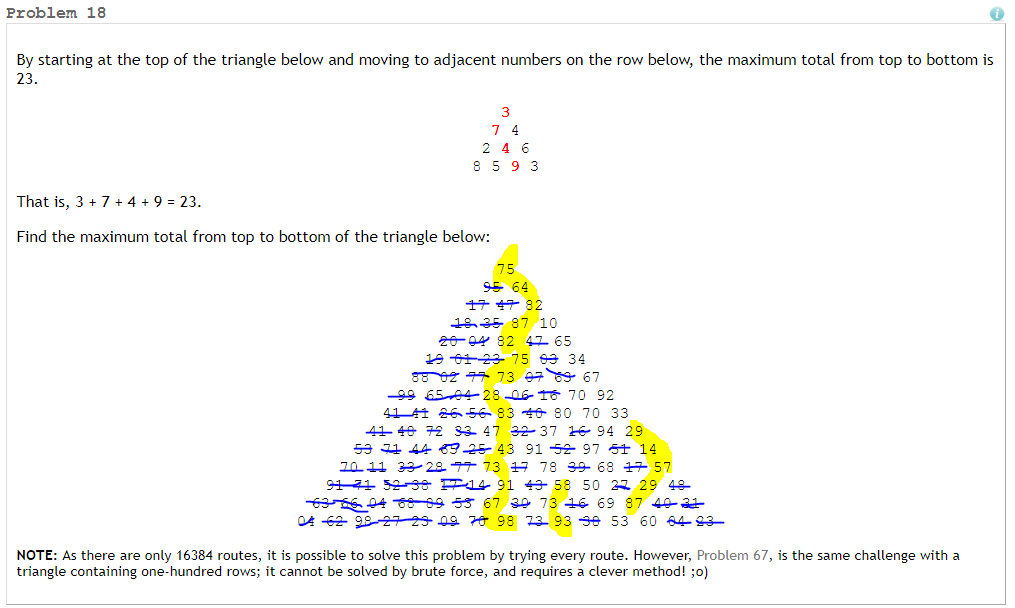 Problem 18
By starting at the top of the triangle below and moving to adjacent numbers on the row below, the maximum total from top to bottom is
23.
3
7 4
2 4 6
8 5 9 3
That is, 3 + 7 + 4 + 9 = 23.
Find the maximum total from top to bottom of the triangle below:
75
95 64
17 47 82
18 35 87 10
20 04 82 47 65
19 01 23 75 03 34
88 02 77 73 07 63 67
99 65 04 28 06 16 70 92
41 41 26 56 83 40 80 70 33
41 48 72 33 47 32 37 16 94 29
53 71 44 65 25 43 91 52 97 51 14
70 11 33 28 77 73 17 78 39 68 17 57
91 71 52 38 17 14 91 43 58 50 27 29 48
63 66 04 68 89 53 67 30 73 16 69 87 40 31
04 62 98 27 23 09 70 98 73 93 38 53 60 04 23
NOTE: As there are only 16384 routes, it is possible to solve this problem by trying every route. However, Problem 67, is the same challenge with a
triangle containing one-hundred rows; it cannot be solved by brute force, and requires a clever method! ;o)